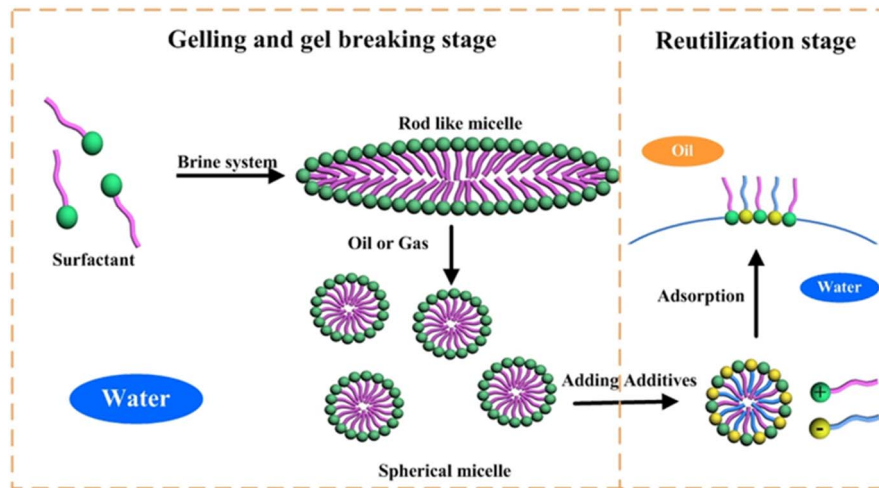 Gelling and gel breaking stage
Reutilization stage
Rod like micelle
Brine system
Surfactant
Oil or Gas
Water
Adding Additives
Spherical micelle
Oil
Water
Adsorption
+
-